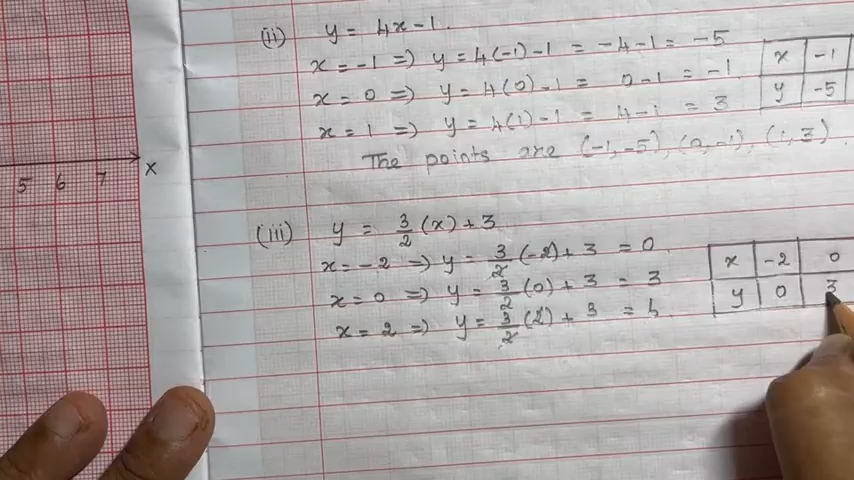 (ii) y = 4x - 1.
x = -1 => y = 4(-1) - 1 = -4 - 1 = -5
x = 0 => y = 4(0) - 1 = 0 - 1 = -1
x = 1 => y = 4(1) - 1 = 4 - 1 = 3
x -1
y -5
The points are (-1, -5), (0, -1), (1, 3).
(iii) y = 3/2 (x) + 3
x = -2 => y = 3/2 (-2) + 3 = 0
x = 0 => y = 3/2 (0) + 3 = 3
x = 2 => y = 3/2 (2) + 3 = 6
x -2 0
y 0 3
5 6 7 X